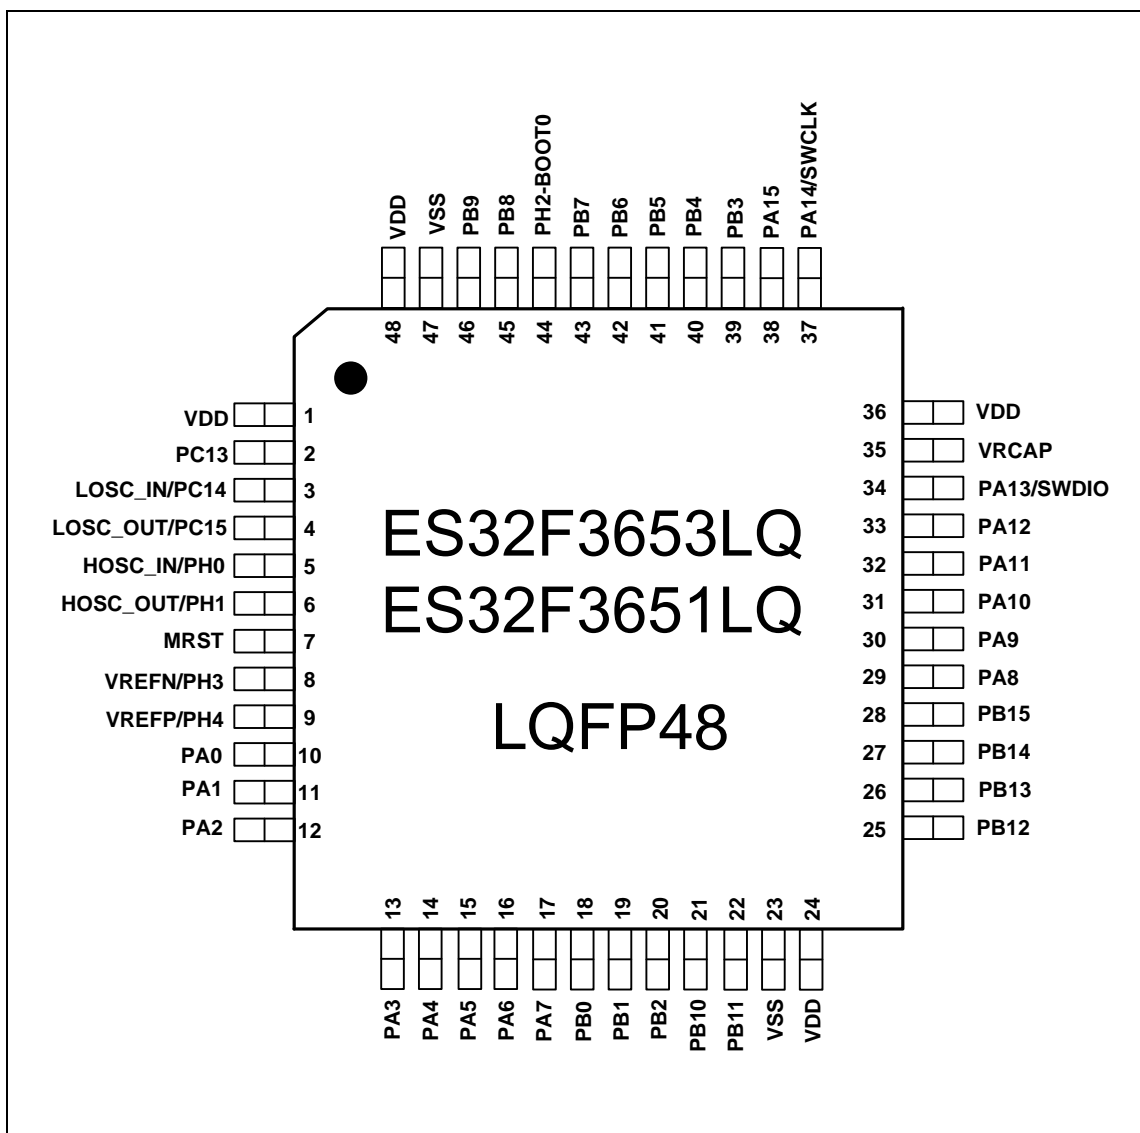 VDD
VSS
PB9
PB8
PH2-BOOT0
PB7
PB6
PB5
PB4
PB3
PA15
PA14/SWCLK
48
47
46
45
44
43
42
41
40
39
38
37
VDD 1
PC13 2
LOSC_IN/PC14 3
LOSC_OUT/PC15 4
HOSC_IN/PH0 5
HOSC_OUT/PH1 6
MRST 7
VREFN/PH3 8
VREFP/PH4 9
PA0 10
PA1 11
PA2 12
ES32F3653LQ
ES32F3651LQ
LQFP48
36 VDD
35 VRCAP
34 PA13/SWDIO
33 PA12
32 PA11
31 PA10
30 PA9
29 PA8
28 PB15
27 PB14
26 PB13
25 PB12
13
14
15
16
17
18
19
20
21
22
23
24
PA3
PA4
PA5
PA6
PA7
PB0
PB1
PB2
PB10
PB11
VSS
VDD